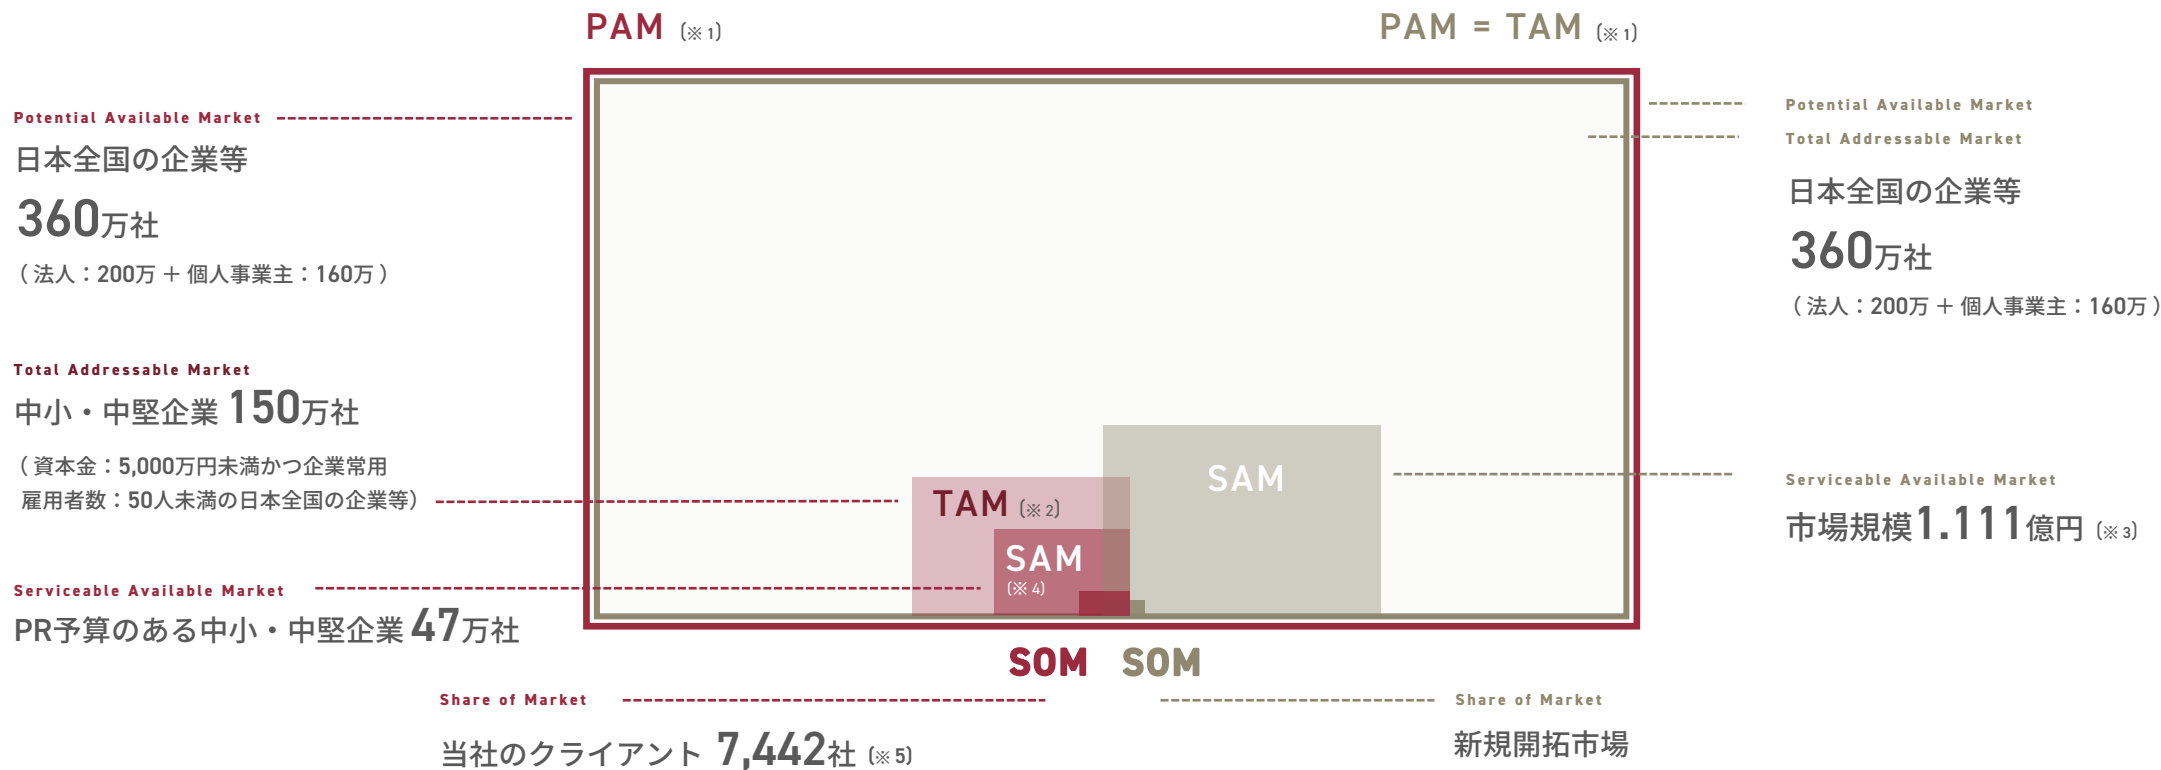 PAM (※1)
PAM = TAM (※1)
Potential Available Market
日本全国の企業等
360万社
（法人：200万 ＋ 個人事業主：160万）
Total Addressable Market
中小・中堅企業 150万社
（資本金：5,000万円未満かつ企業常用
雇用者数：50人未満の日本全国の企業等）
Serviceable Available Market
PR予算のある中小・中堅企業 47万社
TAM (※2)
SAM
(※4)
SAM
Potential Available Market
Total Addressable Market
日本全国の企業等
360万社
（法人：200万 ＋ 個人事業主：160万）
Serviceable Available Market
市場規模1.111億円 (※3)
SOM
SOM
Share of Market
当社のクライアント 7,442社 (※5)
Share of Market
新規開拓市場